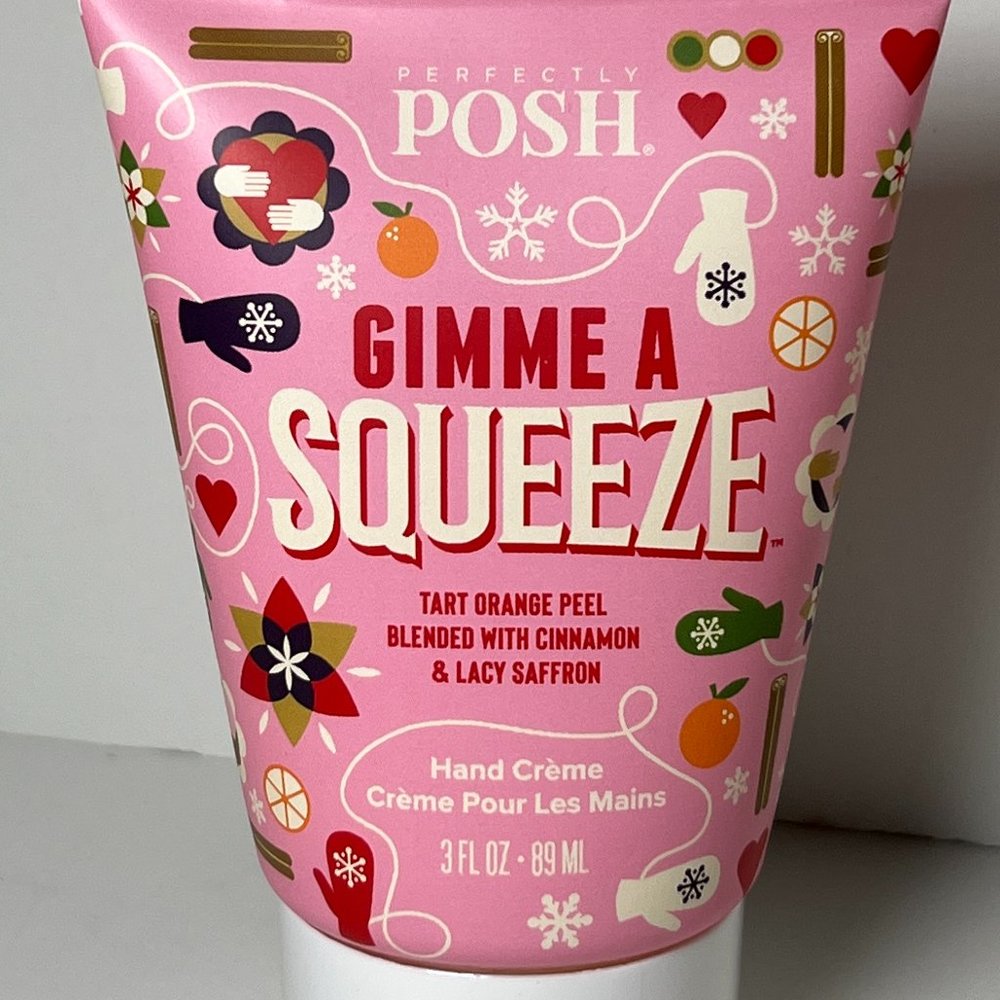 PERFECTLY
POSH®
GIMME A
SQUEEZE™
TART ORANGE PEEL
BLENDED WITH CINNAMON
& LACY SAFFRON
Hand Crème
Crème Pour Les Mains
3 FL OZ • 89 ML